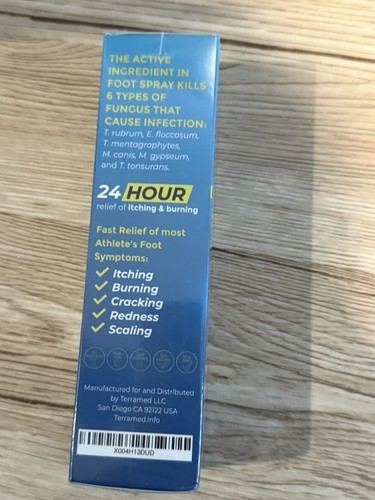 THE ACTIVE
INGREDIENT IN
FOOT SPRAY KILLS
6 TYPES OF
FUNGUS THAT
CAUSE INFECTION:
T. rubrum, E. floccosum,
T. mentagrophytes,
M. canis, M. gypseum,
and T. tonsurans.
24 HOUR
relief of Itching & burning
Fast Relief of most
Athlete's Foot
Symptoms:
Itching
Burning
Cracking
Redness
Scaling
Manufactured for and Distributed
by Terramed LLC
San Diego CA 92122 USA
Terramed.info
X004H13DUD